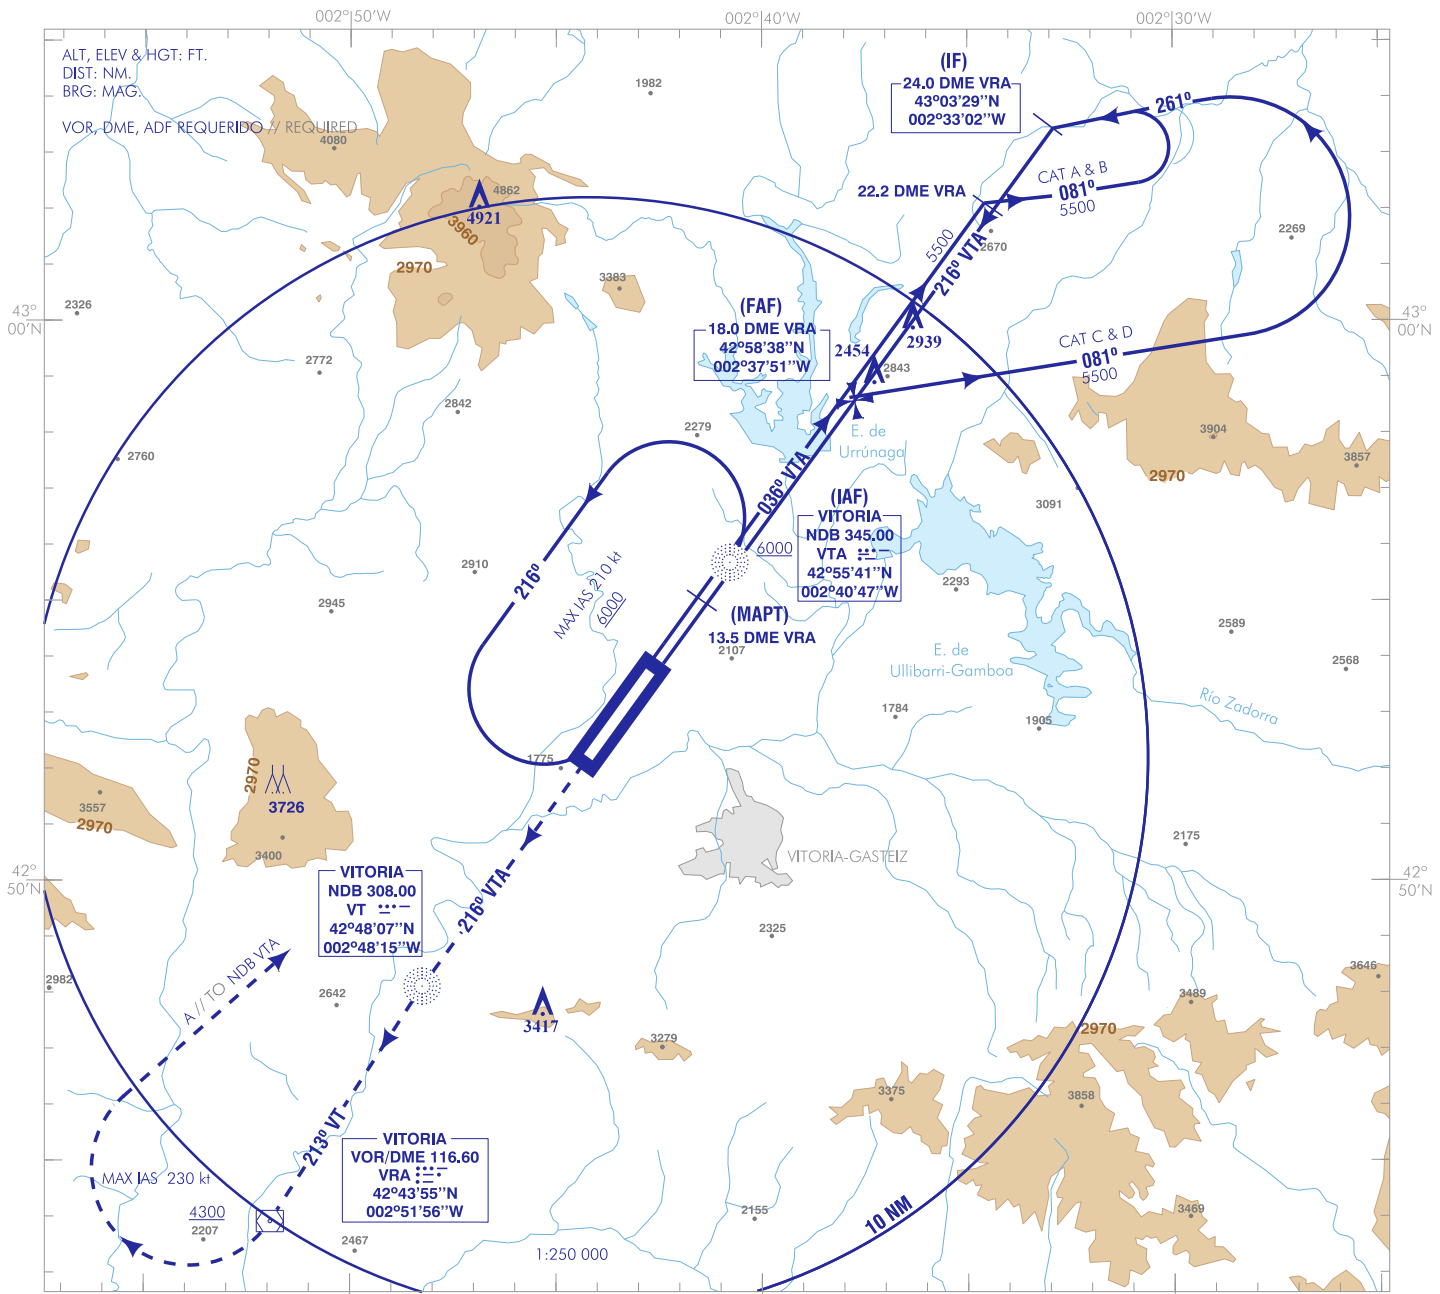 002°50'W
002°40'W
002°30'W
ALT, ELEV & HGT: FT.
DIST: NM.
BRG: MAG.
VOR, DME, ADF REQUERIDO // REQUIRED
4080
1982
(IF)
24.0 DME VRA
43°03'29''N
002°33'02''W
261°
CAT A & B
081°
5500
22.2 DME VRA
4862
4921
3960
2970
5500
216° VTA
2670
2269
3383
2326
43°
00'N
43°
00'N
(FAF)
18.0 DME VRA
42°58'38''N
002°37'51''W
2454
2939
2843
CAT C & D
081°
5500
2772
2842
2279
2760
E. de
Urrúnaga
3904
3857
2970
036° VTA
(IAF)
VITORIA
NDB 345.00
VTA
42°55'41''N
002°40'47''W
6000
3091
2910
2945
216°
MAX IAS 210 kt
6000
2293
(MAPT)
13.5 DME VRA
2107
2589
2568
E. de
Ullibarri-Gamboa
Río Zadorra
1784
1905
1775
2970
3726
3400
3557
2970
2175
VITORIA-GASTEIZ
42°
50'N
42°
50'N
VITORIA
NDB 308.00
VT
42°48'07''N
002°48'15''W
216° VTA
2325
A // TO NDB VTA
2982
2642
3417
3279
3646
3489
2970
3375
3858
213° VT
VITORIA
VOR/DME 116.60
VRA
42°43'55''N
002°51'56''W
MAX IAS 230 kt
4300
2207
2467
2155
10 NM
3469
1:250 000